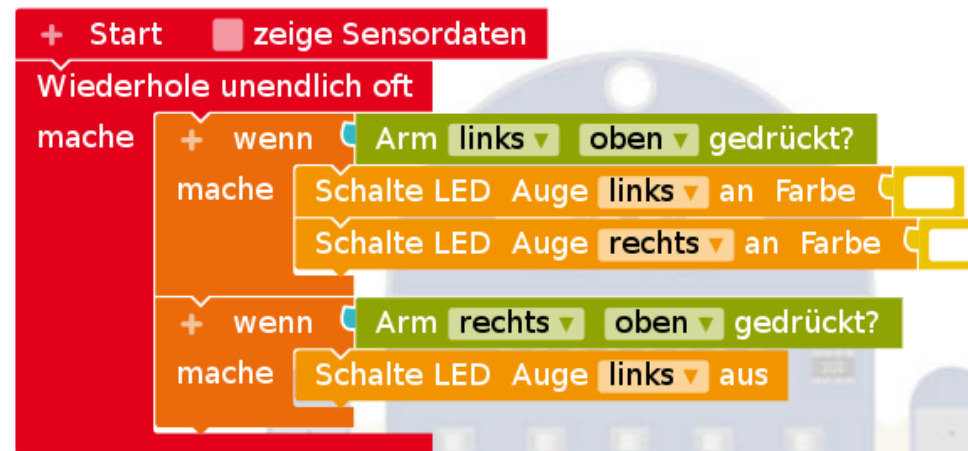 + Start zeige Sensordaten
Wiederhole unendlich oft
mache + wenn Arm links oben gedrückt?
mache Schalte LED Auge links an Farbe
Schalte LED Auge rechts an Farbe
+ wenn Arm rechts oben gedrückt?
mache Schalte LED Auge links aus